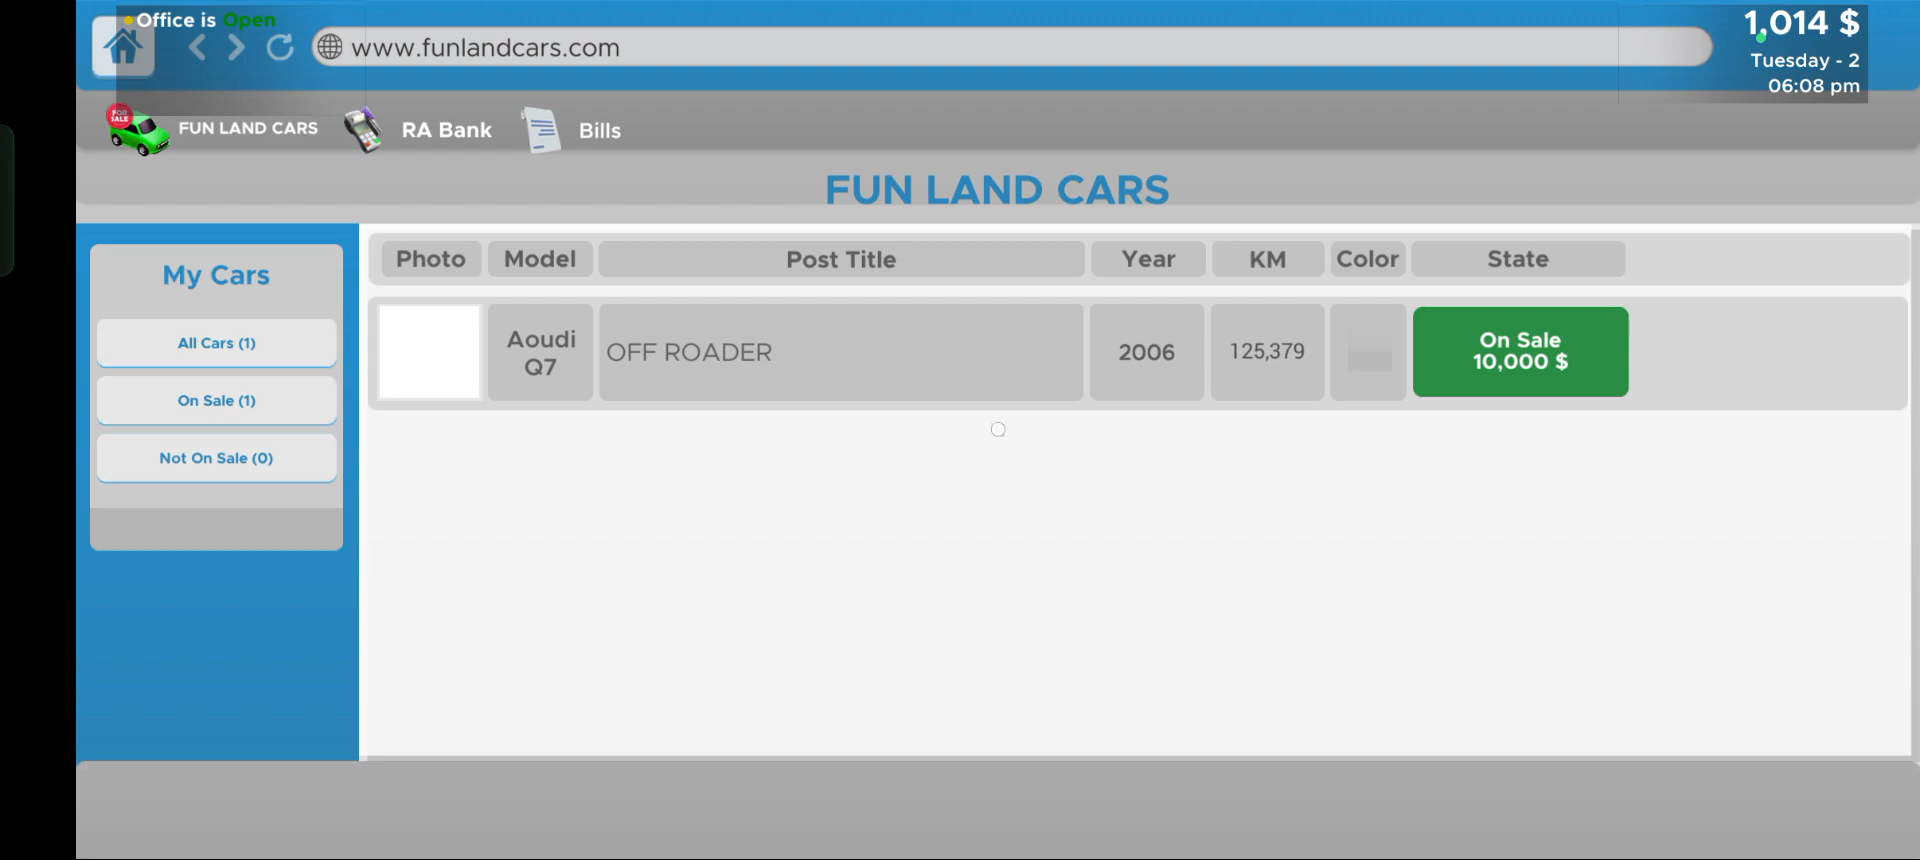 Office is Open
www.funlandcars.com
1,014 $
Tuesday - 2
06:08 pm
FOR SALE
FUN LAND CARS
RA Bank
Bills
FUN LAND CARS
My Cars
All Cars (1)
On Sale (1)
Not On Sale (0)
Photo Model Post Title Year KM Color State
Aoudi
Q7
OFF ROADER
2006
125,379
On Sale
10,000 $